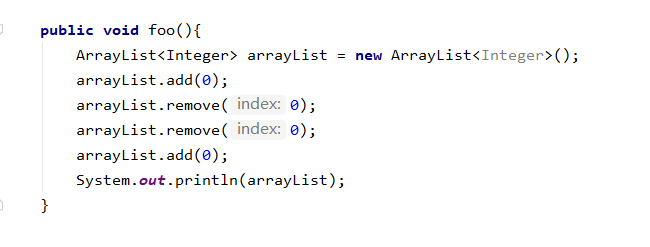 public void foo(){
ArrayList<Integer> arrayList = new ArrayList<Integer>();
arrayList.add(0);
arrayList.remove( index: 0);
arrayList.remove( index: 0);
arrayList.add(0);
System.out.println(arrayList);
}